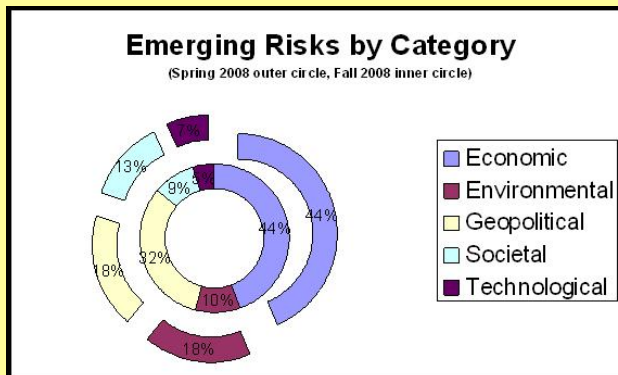 Emerging Risks by Category
(Spring 2008 outer circle, Fall 2008 inner circle)
7%
13%
9%
5%
44%
44%
32%
18%
10%
18%
Economic
Environmental
Geopolitical
Societal
Technological